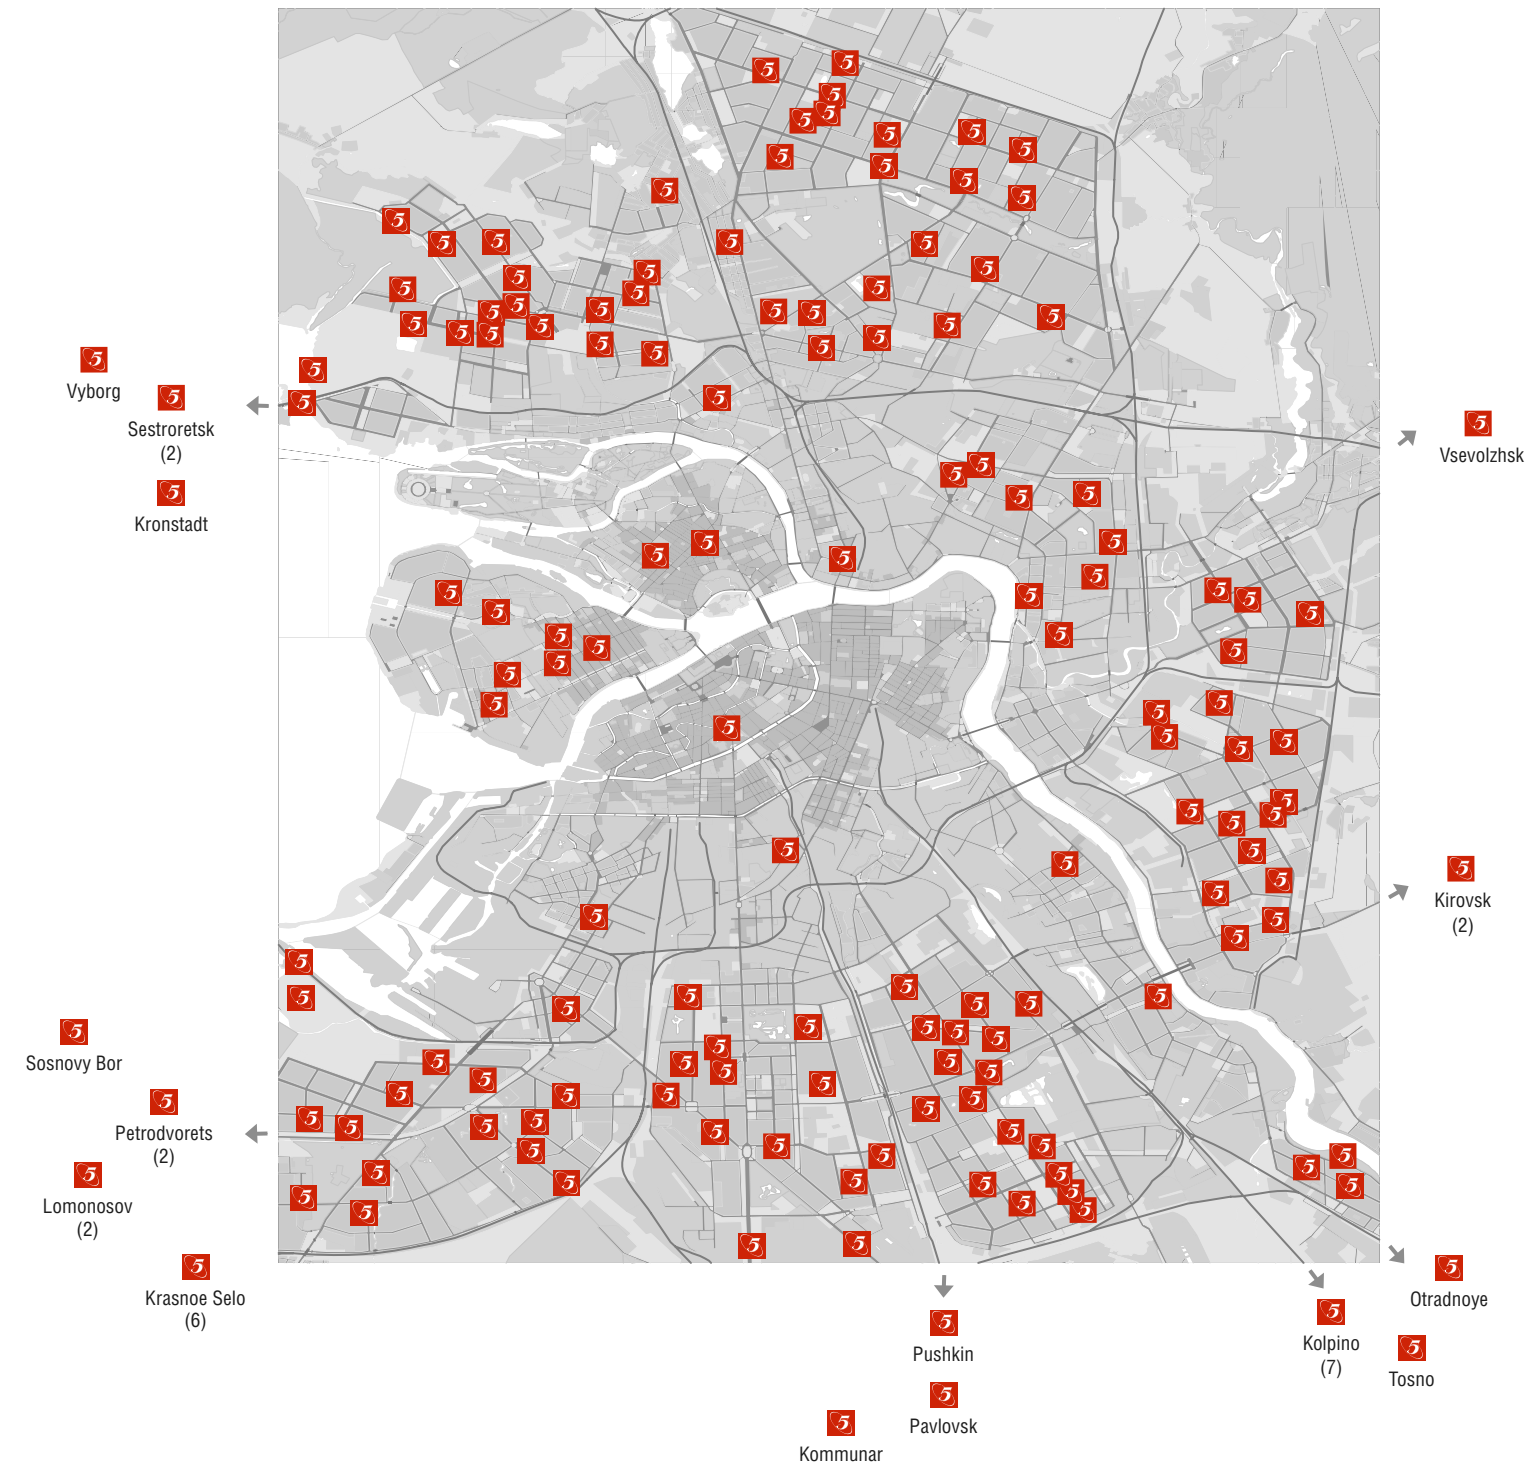 Vyborg
Sestroretsk
(2)
Kronstadt
Vsevolzhsk
Kirovsk
(2)
Sosnovy Bor
Petrodvorets
(2)
Lomonosov
(2)
Krasnoe Selo
(6)
Otradnoye
Kolpino
(7)
Tosno
Pushkin
Pavlovsk
Kommunar